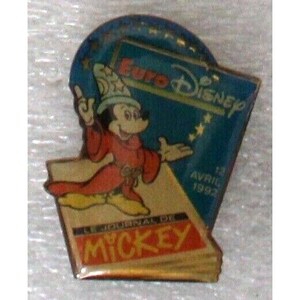 Euro Disney
12
AVRIL
1992
LE JOURNAL DE
MICKEY